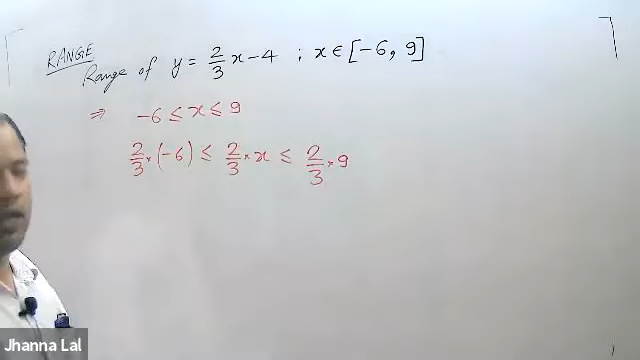 RANGE
Range of y = 2/3 x - 4 ; x ∈ [-6, 9]
⇒ -6 ≤ x ≤ 9
2/3 × (-6) ≤ 2/3 × x ≤ 2/3 × 9
Jhanna Lal